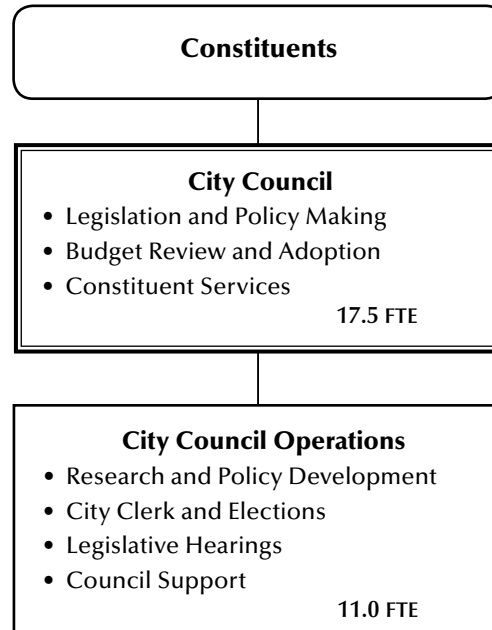 Constituents
City Council
• Legislation and Policy Making
• Budget Review and Adoption
• Constituent Services
17.5 FTE
City Council Operations
• Research and Policy Development
• City Clerk and Elections
• Legislative Hearings
• Council Support
11.0 FTE